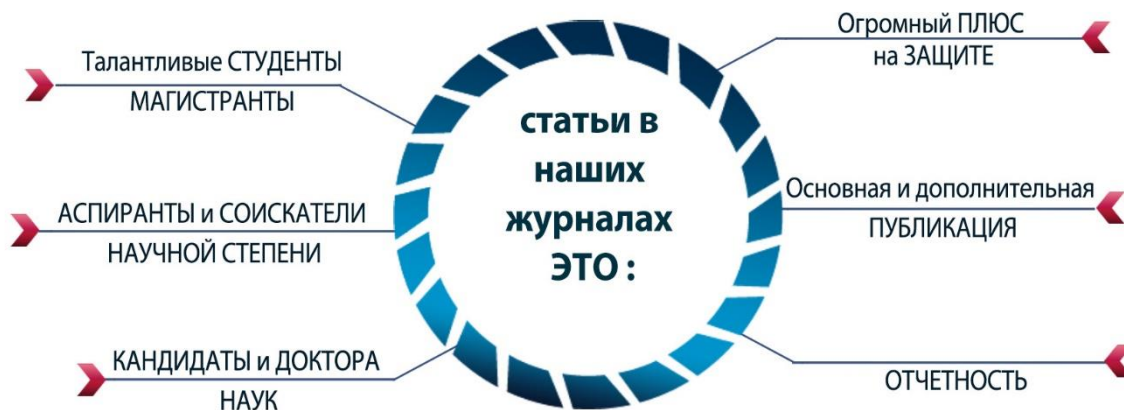 Талантливые СТУДЕНТЫ
МАГИСТРАНТЫ
АСПИРАНТЫ и СОИСКАТЕЛИ
НАУЧНОЙ СТЕПЕНИ
КАНДИДАТЫ и ДОКТОРА
НАУК
статьи в
наших
журналах
ЭТО :
Огромный ПЛЮС
на ЗАЩИТЕ
Основная и дополнительная
ПУБЛИКАЦИЯ
ОТЧЕТНОСТЬ